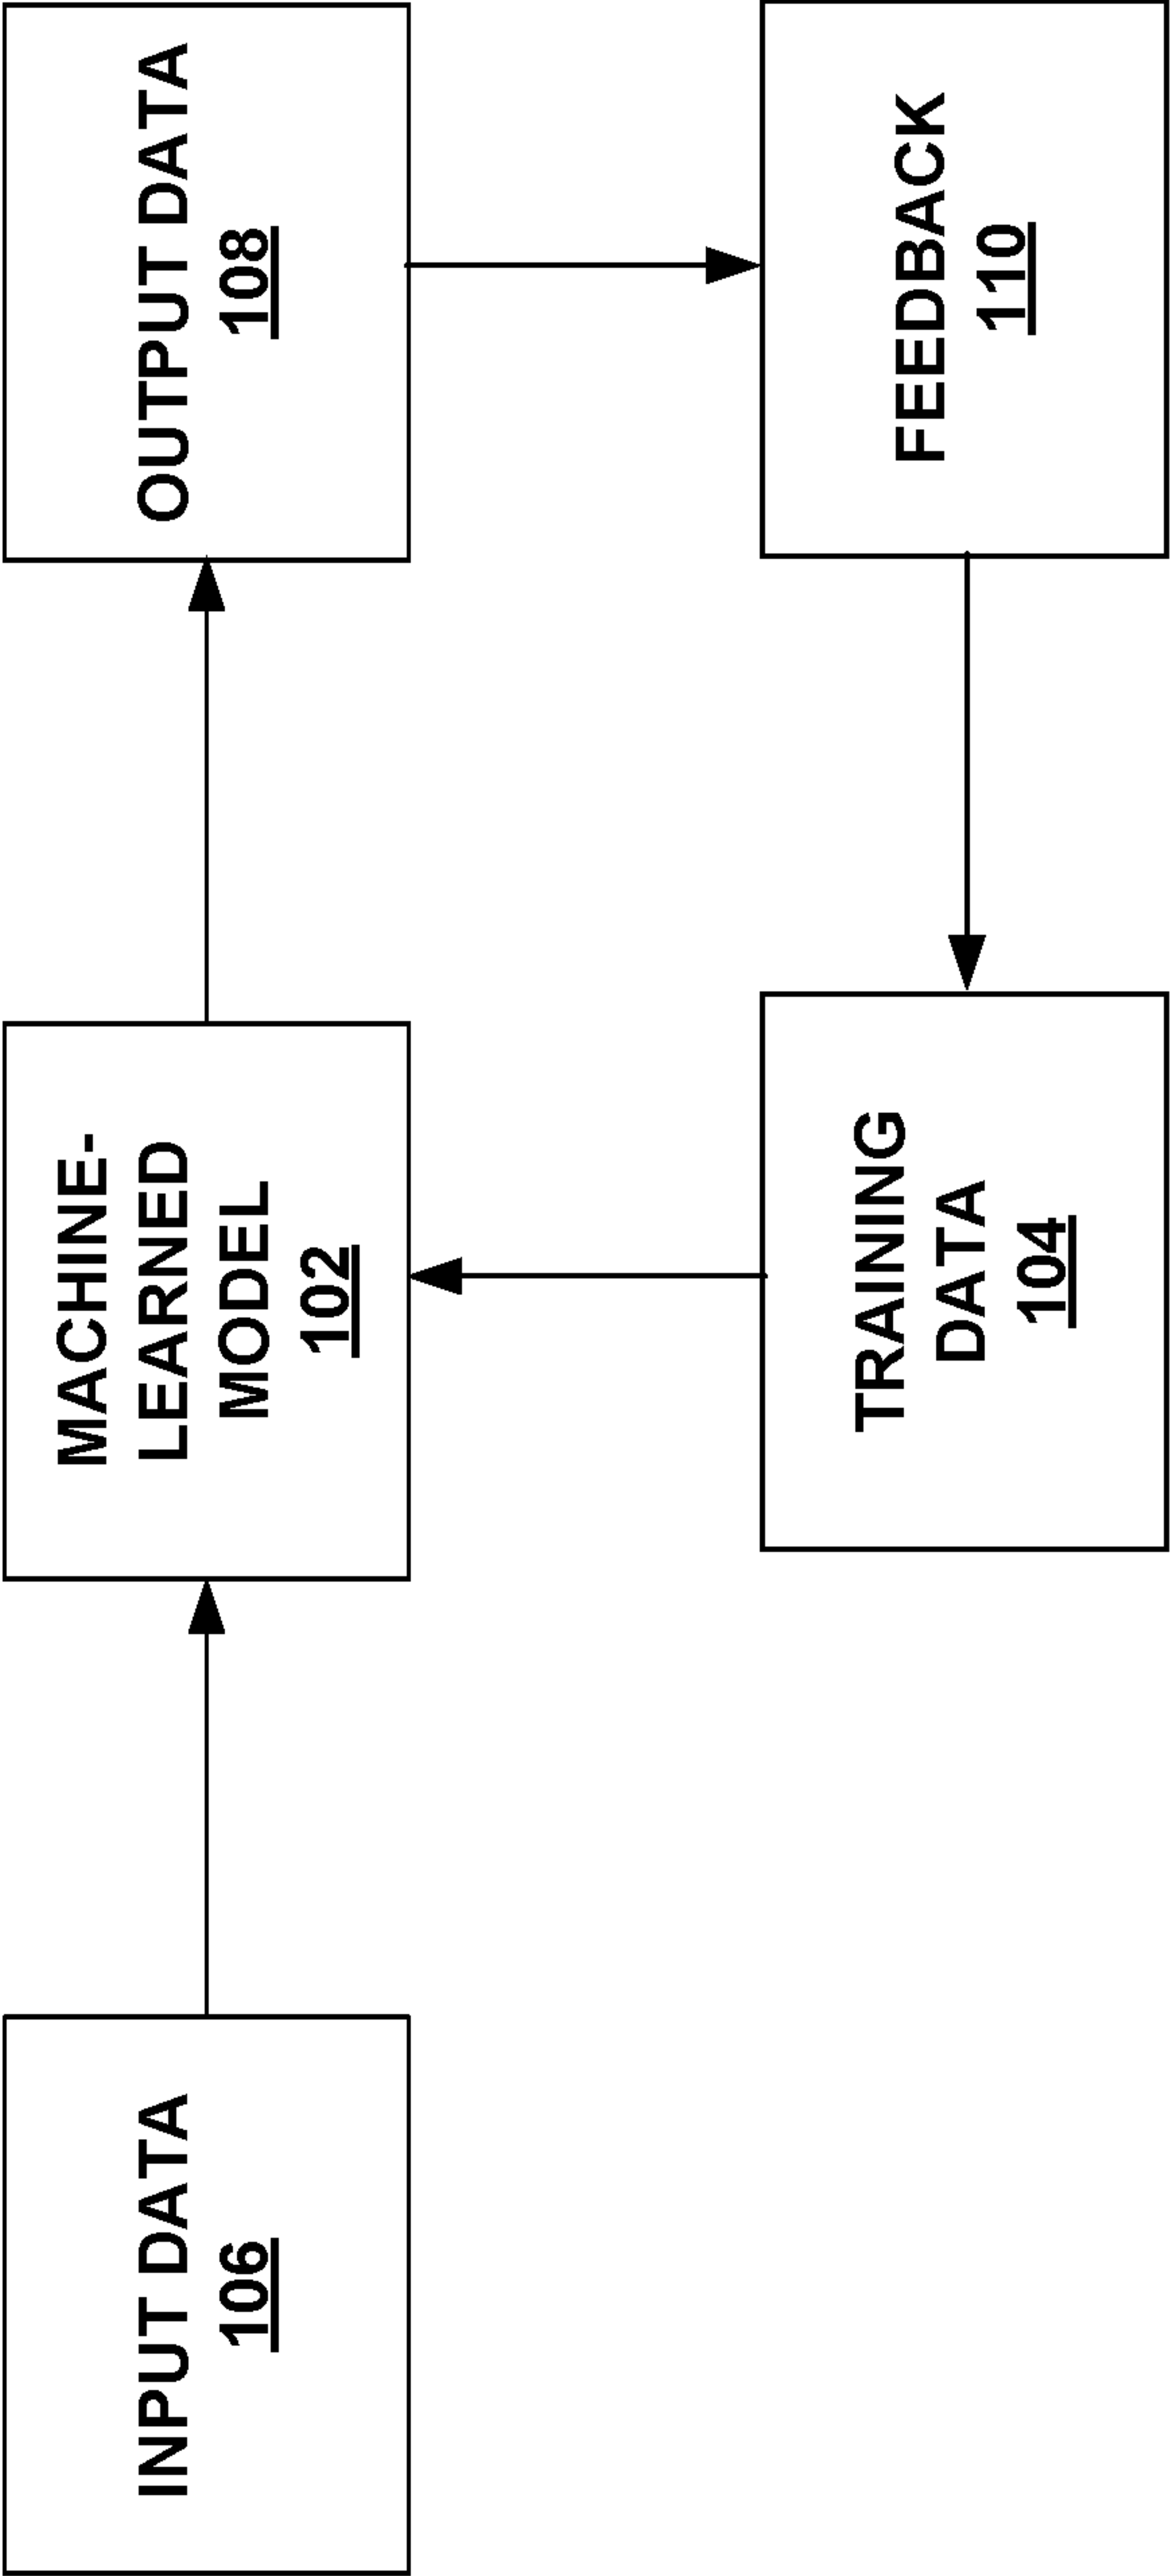 INPUT DATA
106
MACHINE-
LEARNED
MODEL
102
OUTPUT DATA
108
TRAINING
DATA
104
FEEDBACK
110